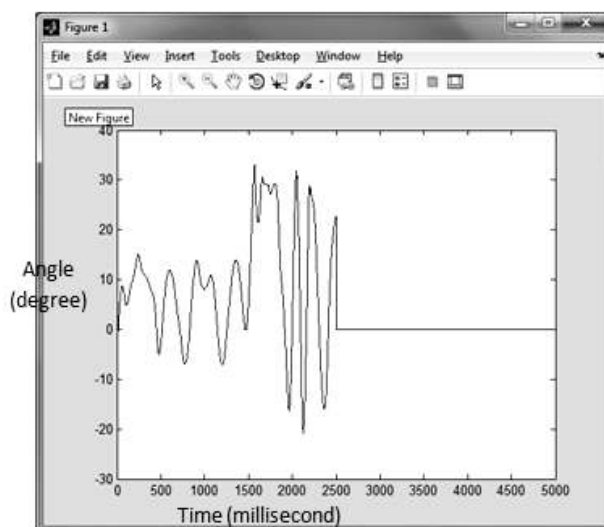 Figure 1
File Edit View Insert Tools Desktop Window Help
New Figure
40
30
20
10
0
-10
-20
-30
Angle
(degree)
0 500 1000 1500 2000 2500 3000 3500 4000 4500 5000
Time (millisecond)